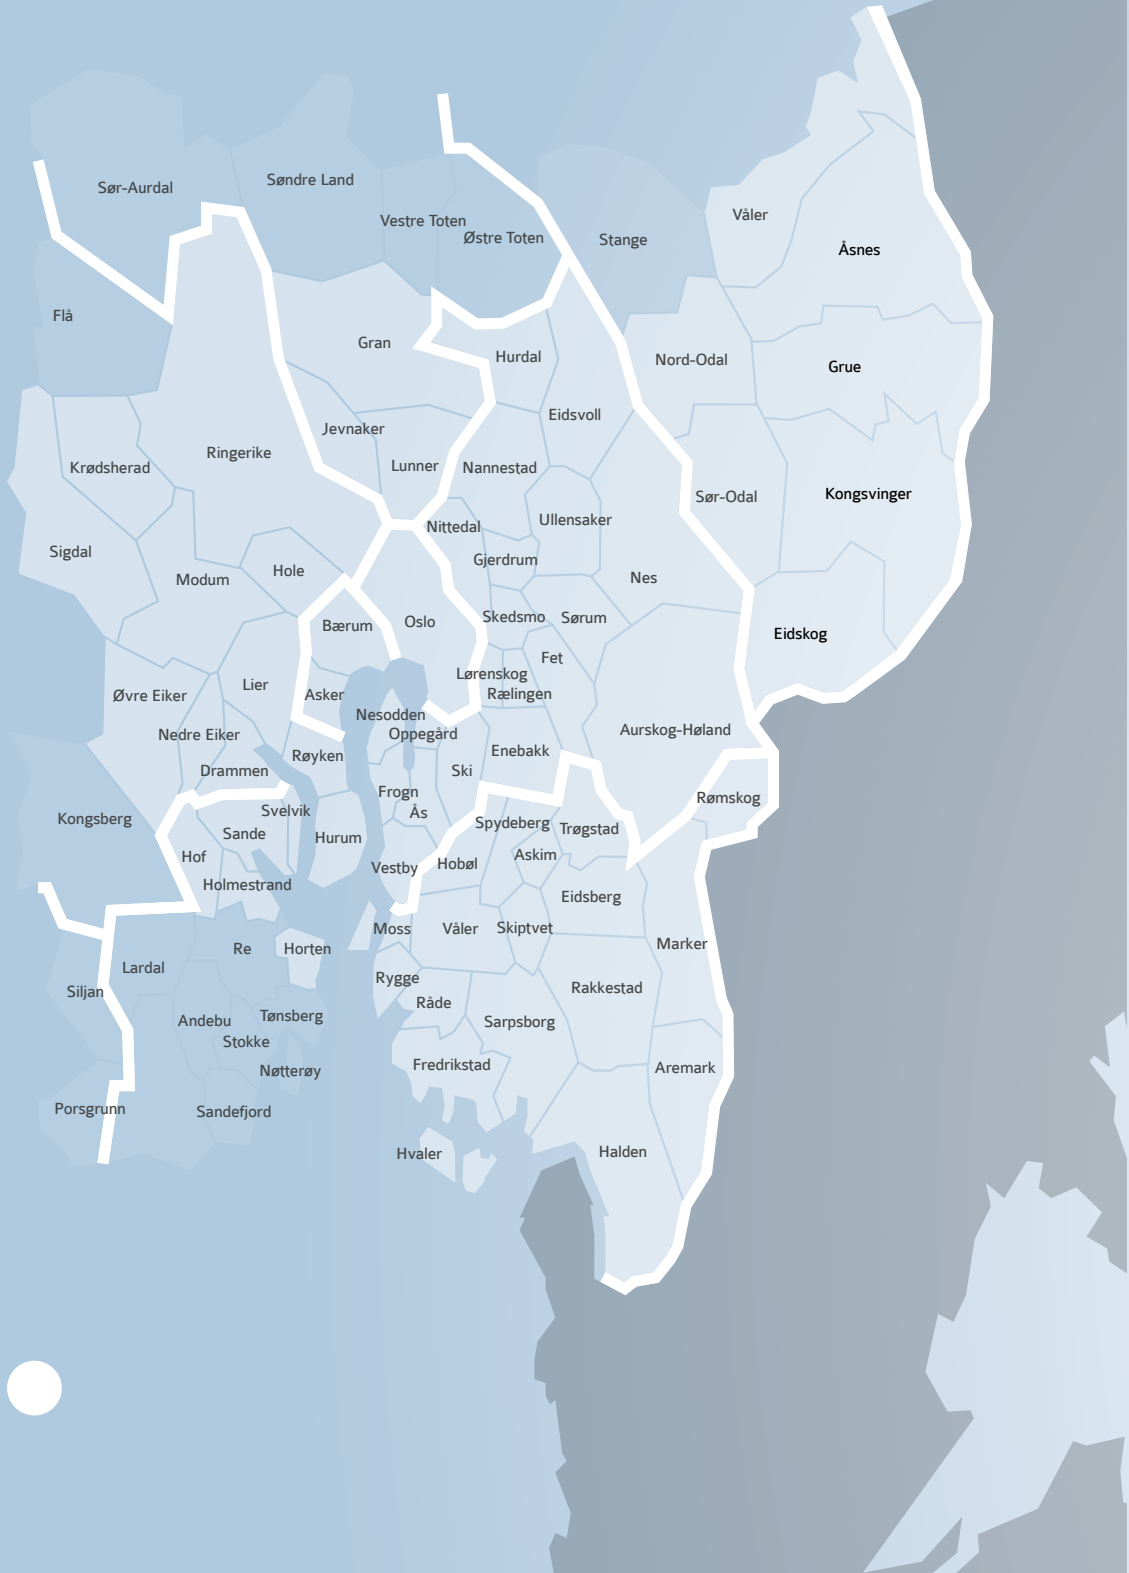 Sør-Aurdal
Søndre Land
Vestre Toten
Østre Toten
Stange
Våler
Åsnes
Flå
Gran
Hurdal
Nord-Odal
Grue
Eidsvoll
Jevnaker
Ringerike
Lunner
Nannestad
Krødsherad
Sør-Odal
Kongsvinger
Nittedal
Ullensaker
Sigdal
Gjerdrum
Hole
Modum
Nes
Bærum
Oslo
Skedsmo
Sørum
Eidskog
Fet
Lørenskog
Rælingen
Øvre Eiker
Lier
Asker
Nesodden
Oppegård
Aurskog-Høland
Nedre Eiker
Røyken
Enebakk
Drammen
Ski
Frogn
Rømskog
Ås
Kongsberg
Svelvik
Sande
Hurum
Spydeberg
Trøgstad
Hof
Askim
Vestby
Hobøl
Holmestrand
Eidsberg
Moss
Våler
Skiptvet
Re
Horten
Marker
Lardal
Rygge
Siljan
Rakkestad
Råde
Andebu
Tønsberg
Sarpsborg
Stokke
Nøtterøy
Fredrikstad
Aremark
Porsgrunn
Sandefjord
Hvaler
Halden